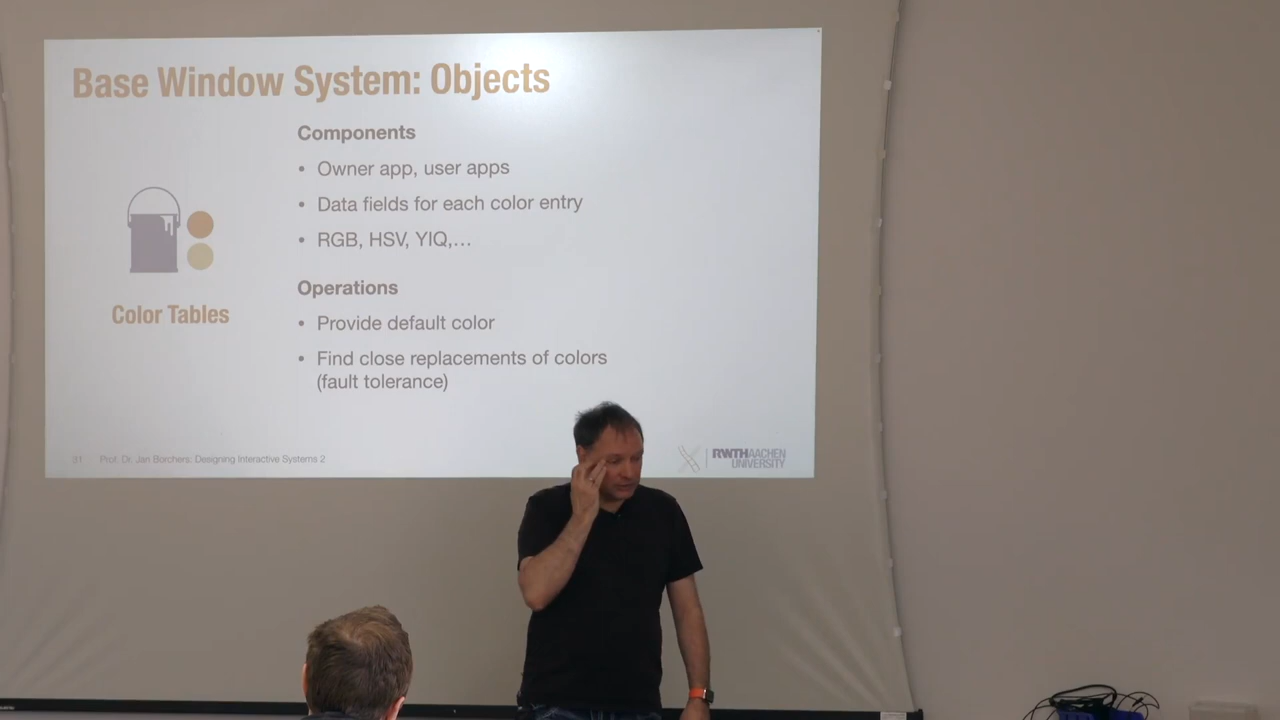 Base Window System: Objects
Components
• Owner app, user apps
• Data fields for each color entry
• RGB, HSV, YIQ,…
Operations
• Provide default color
• Find close replacements of colors
(fault tolerance)
Color Tables
31 Prof. Dr. Jan Borchers: Designing Interactive Systems 2
RWTHAACHEN
UNIVERSITY